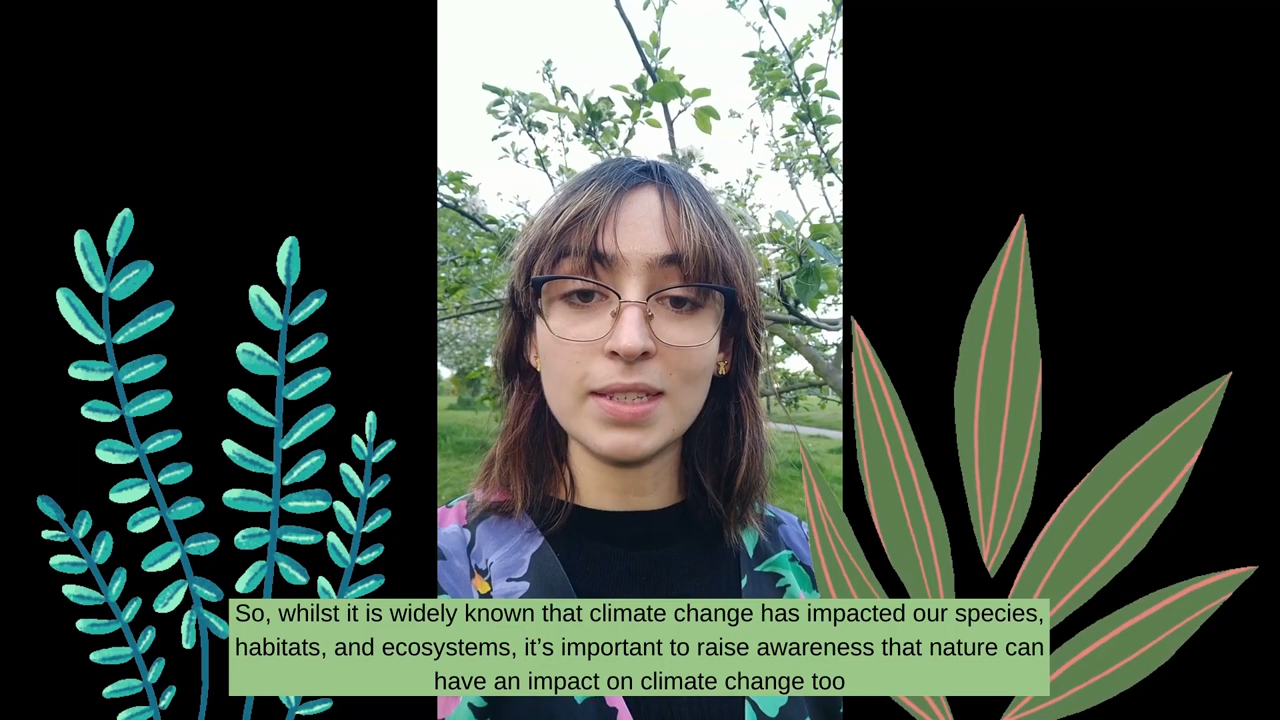 So, whilst it is widely known that climate change has impacted our species,
habitats, and ecosystems, it’s important to raise awareness that nature can
have an impact on climate change too